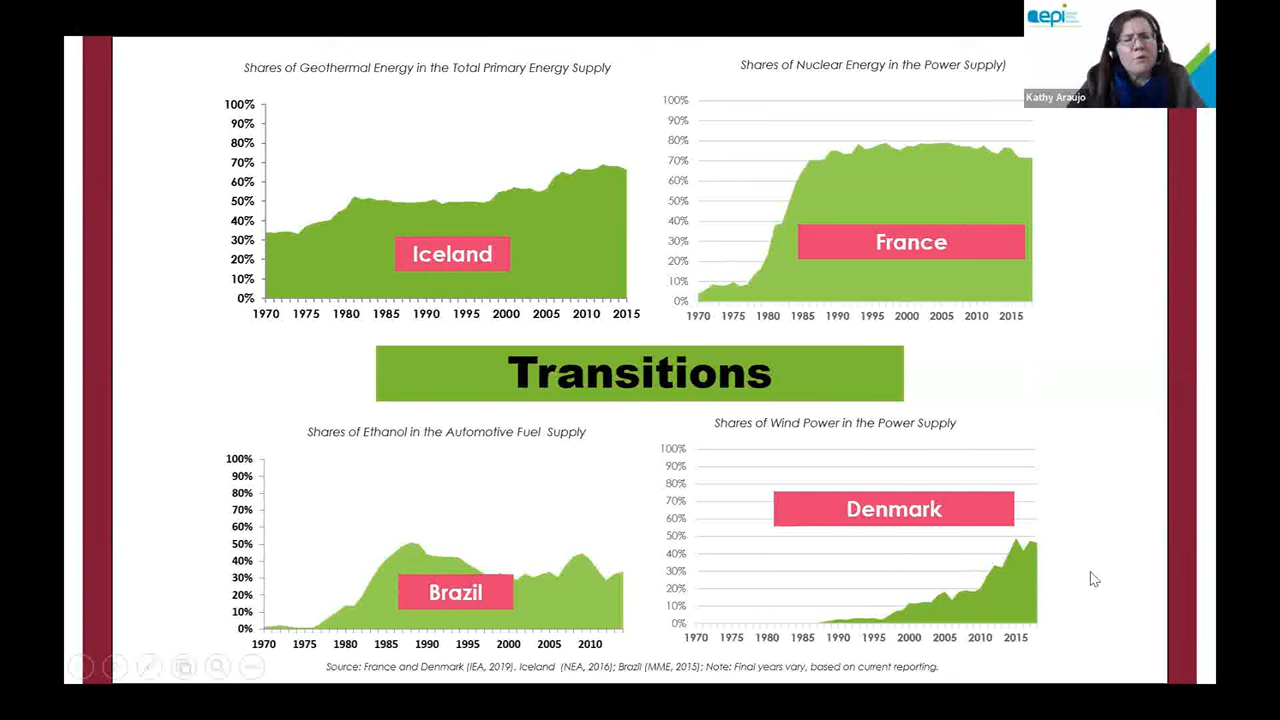 epi
Kathy Araujo
Shares of Geothermal Energy in the Total Primary Energy Supply
100%
90%
80%
70%
60%
50%
40%
30%
20%
10%
0%
Iceland
1970 1975 1980 1985 1990 1995 2000 2005 2010 2015
Shares of Nuclear Energy in the Power Supply)
100%
90%
80%
70%
60%
50%
40%
30%
20%
10%
0%
France
1970 1975 1980 1985 1990 1995 2000 2005 2010 2015
Transitions
Shares of Ethanol in the Automotive Fuel Supply
100%
90%
80%
70%
60%
50%
40%
30%
20%
10%
0%
Brazil
1970 1975 1980 1985 1990 1995 2000 2005 2010
Shares of Wind Power in the Power Supply
100%
90%
80%
70%
60%
50%
40%
30%
20%
10%
0%
Denmark
1970 1975 1980 1985 1990 1995 2000 2005 2010 2015
Source: France and Denmark (IEA, 2019). Iceland (NEA, 2016); Brazil (MME, 2015); Note: Final years vary, based on current reporting.